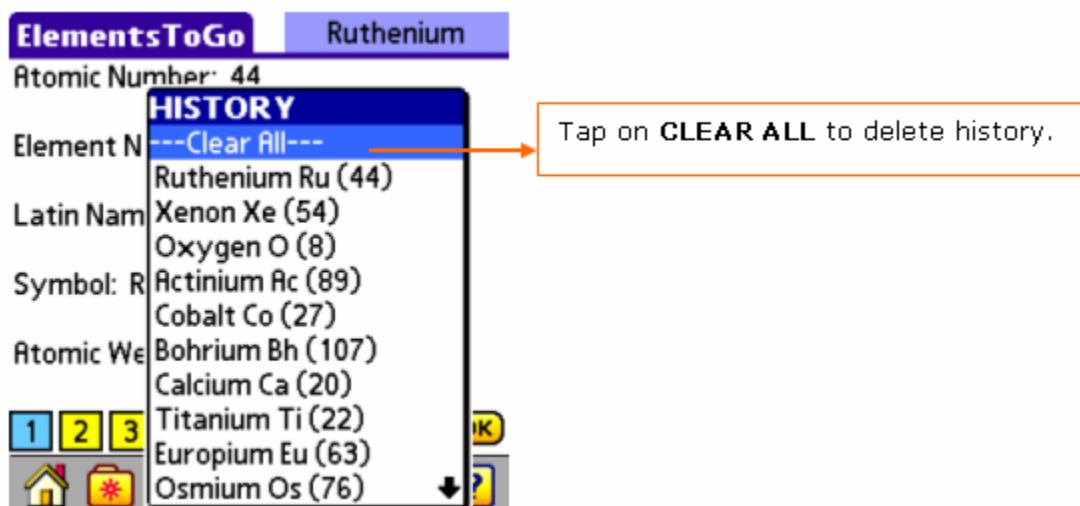 ElementsToGo Ruthenium
Atomic Number: 44
HISTORY
Element N
---Clear All---
Tap on CLEAR ALL to delete history.
Ruthenium Ru (44)
Latin Nam
Xenon Xe (54)
Oxygen O (8)
Symbol: R
Actinium Ac (89)
Cobalt Co (27)
Atomic We
Bohrium Bh (107)
Calcium Ca (20)
Titanium Ti (22)
1 2 3
Europium Eu (63)
Osmium Os (76)
?